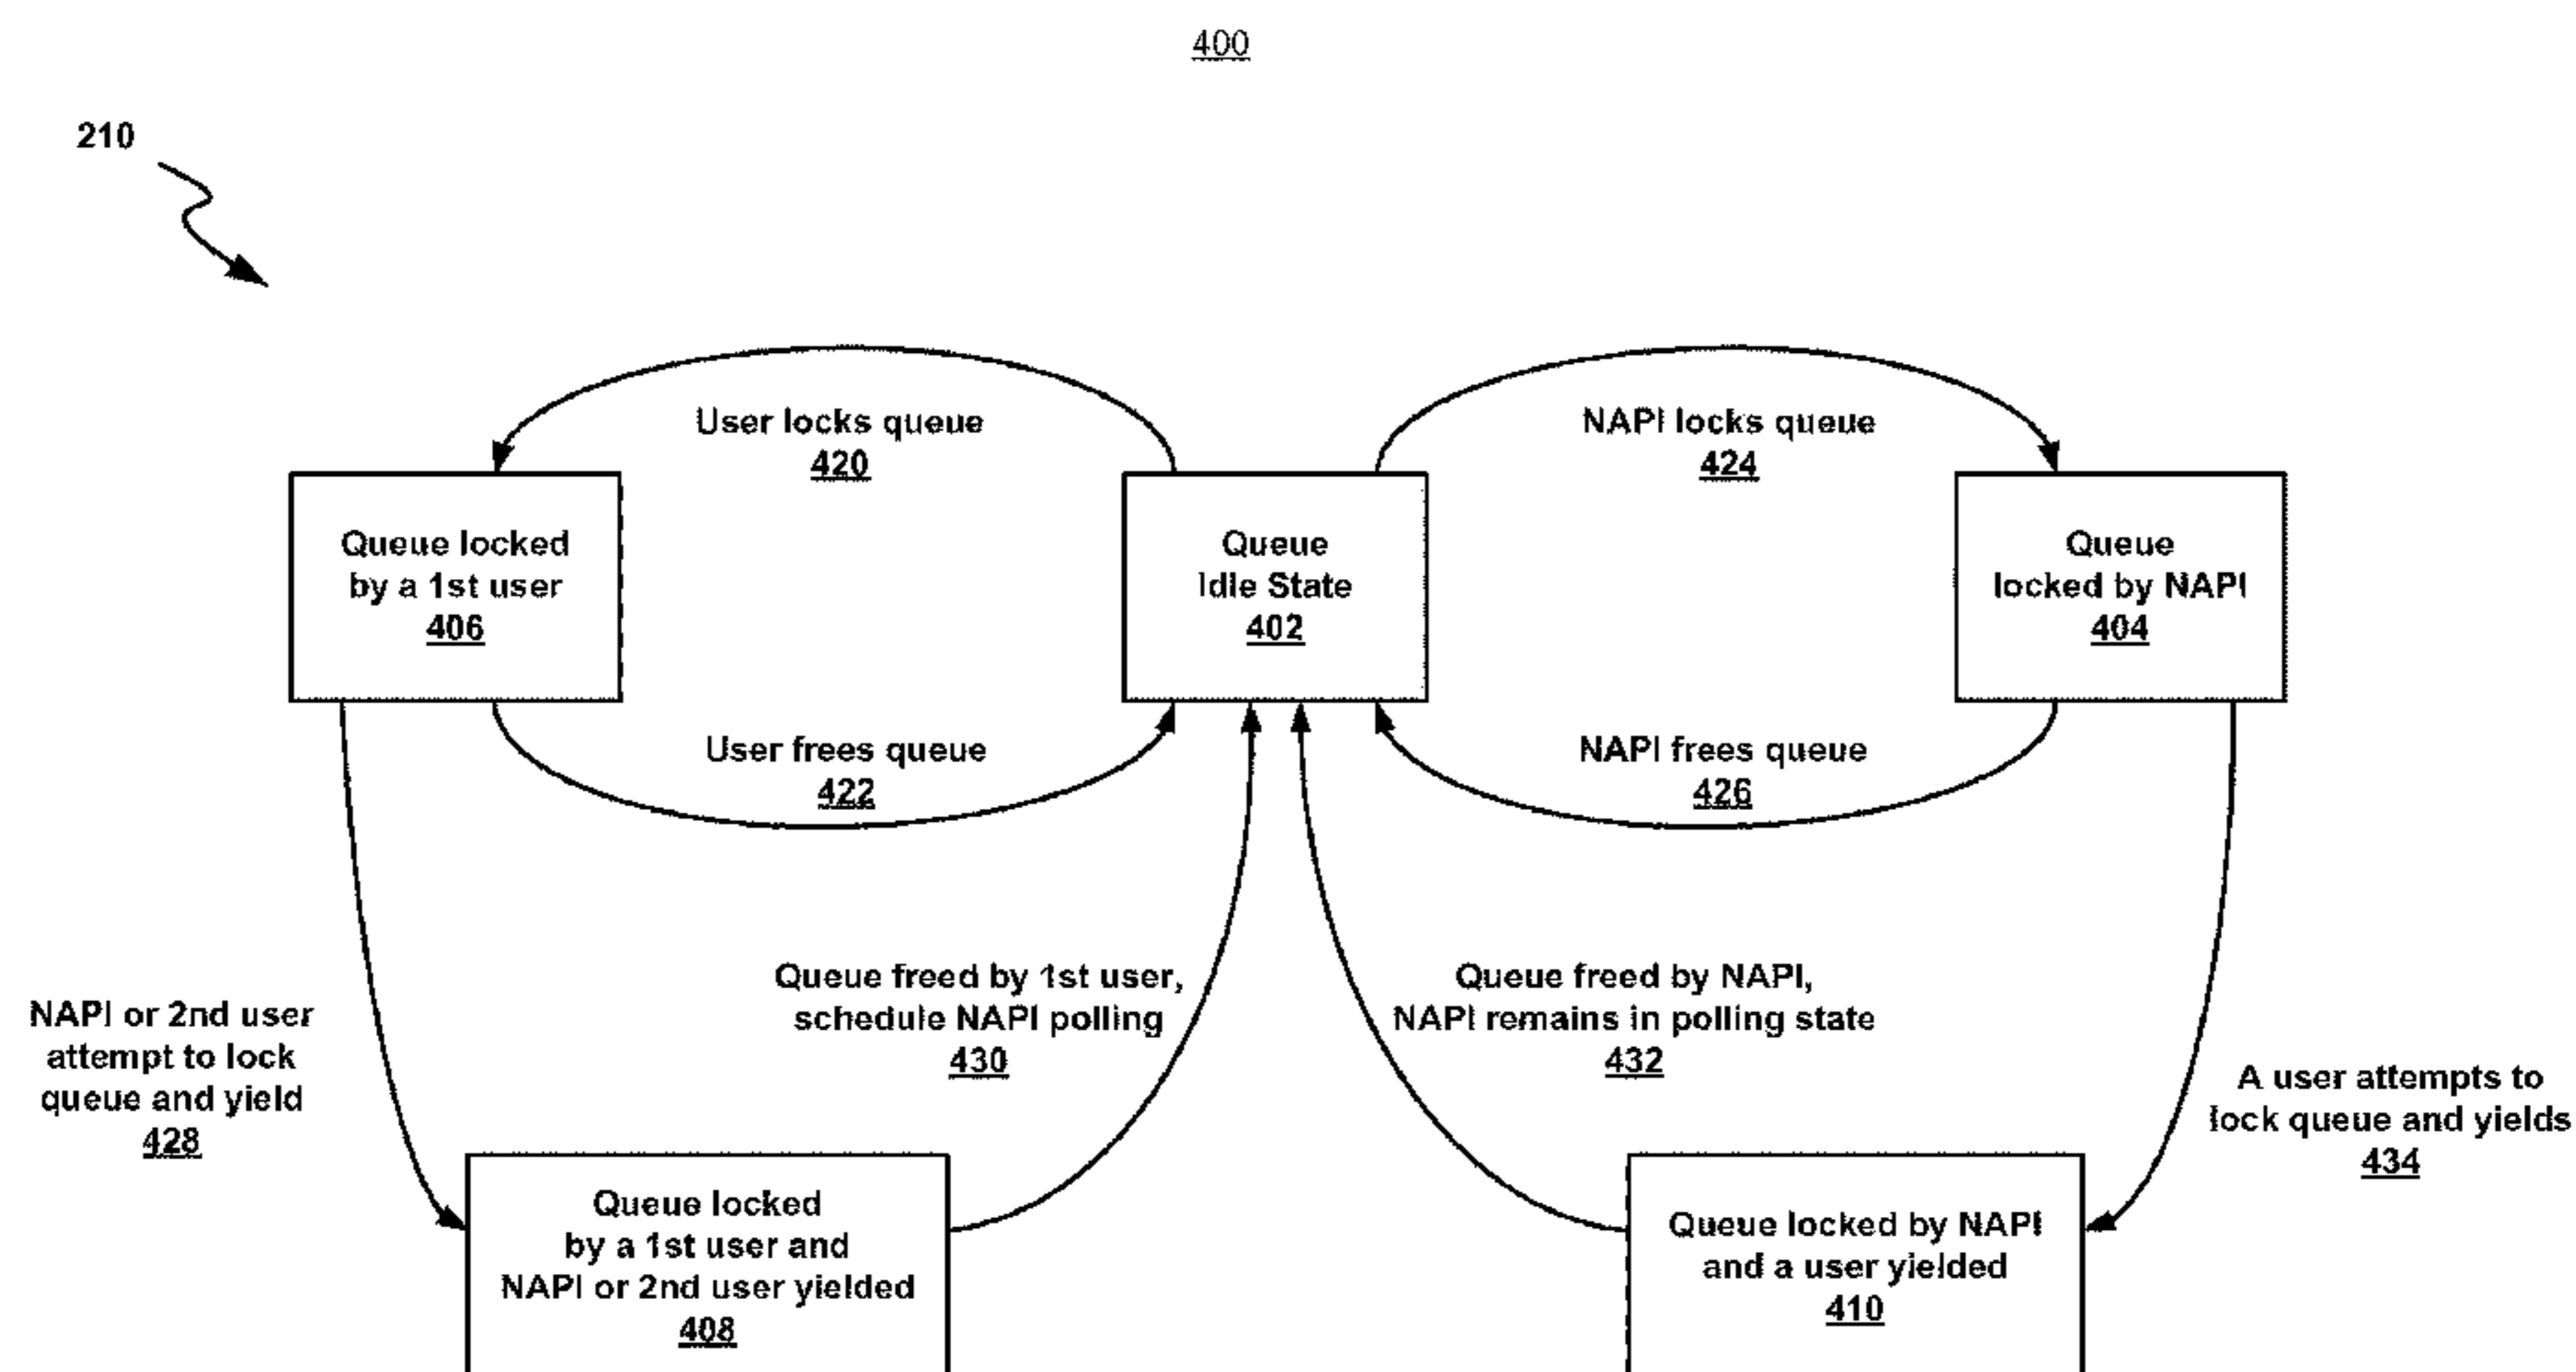 400
210
User locks queue
420
NAPI locks queue
424
Queue locked
by a 1st user
406
Queue
Idle State
402
Queue
locked by NAPI
404
User frees queue
422
NAPI frees queue
426
NAPI or 2nd user
attempt to lock
queue and yield
428
Queue freed by 1st user,
schedule NAPI polling
430
Queue freed by NAPI,
NAPI remains in polling state
432
A user attempts to
lock queue and yields
434
Queue locked
by a 1st user and
NAPI or 2nd user yielded
408
Queue locked by NAPI
and a user yielded
410